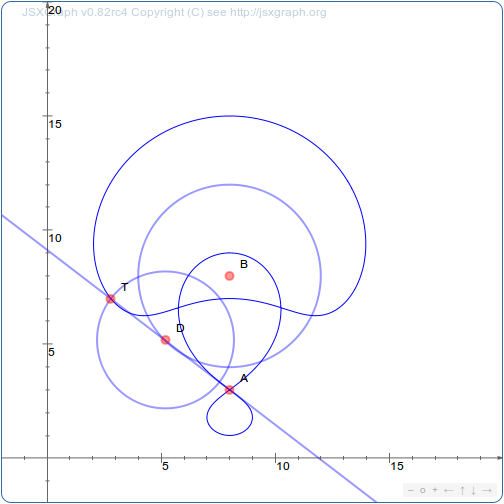 JSXGraph v0.82rc4 Copyright (C) see http://jsxgraph.org
20
15
T
B
10
D
5
A
5 10 15
− o + ← ↑ ↓ →